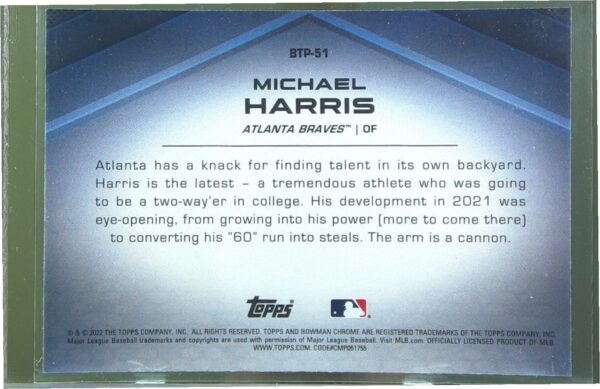 BTP-51
MICHAEL
HARRIS
ATLANTA BRAVES™ | OF
Atlanta has a knack for finding talent in its own backyard.
Harris is the latest – a tremendous athlete who was going
to be a two-way'er in college. His development in 2021 was
eye-opening, from growing into his power (more to come there)
to converting his "60" run into steals. The arm is a cannon.
Topps
® & © 2022 THE TOPPS COMPANY, INC. ALL RIGHTS RESERVED. TOPPS AND BOWMAN CHROME ARE REGISTERED TRADEMARKS OF THE TOPPS COMPANY, INC.
Major League Baseball trademarks and copyrights are used with permission of Major League Baseball. Visit MLB.com. OFFICIALLY LICENSED PRODUCT OF MLB.
WWW.TOPPS.COM. CODE#CMP051755